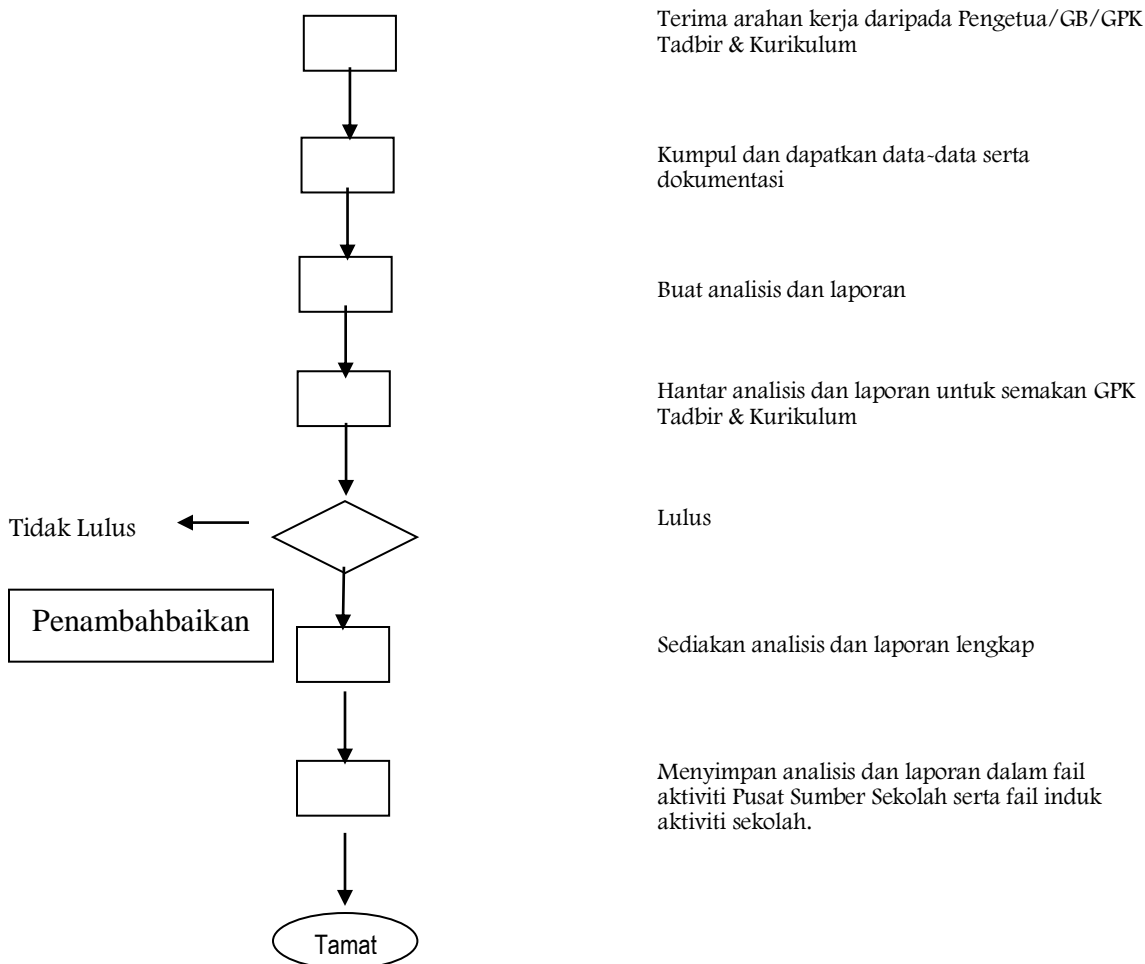 Terima arahan kerja daripada Pengetua/GB/GPK
Tadbir & Kurikulum
Kumpul dan dapatkan data-data serta
dokumentasi
Buat analisis dan laporan
Hantar analisis dan laporan untuk semakan GPK
Tadbir & Kurikulum
Tidak Lulus
Lulus
Penambahbaikan
Sediakan analisis dan laporan lengkap
Menyimpan analisis dan laporan dalam fail
aktiviti Pusat Sumber Sekolah serta fail induk
aktiviti sekolah.
Tamat